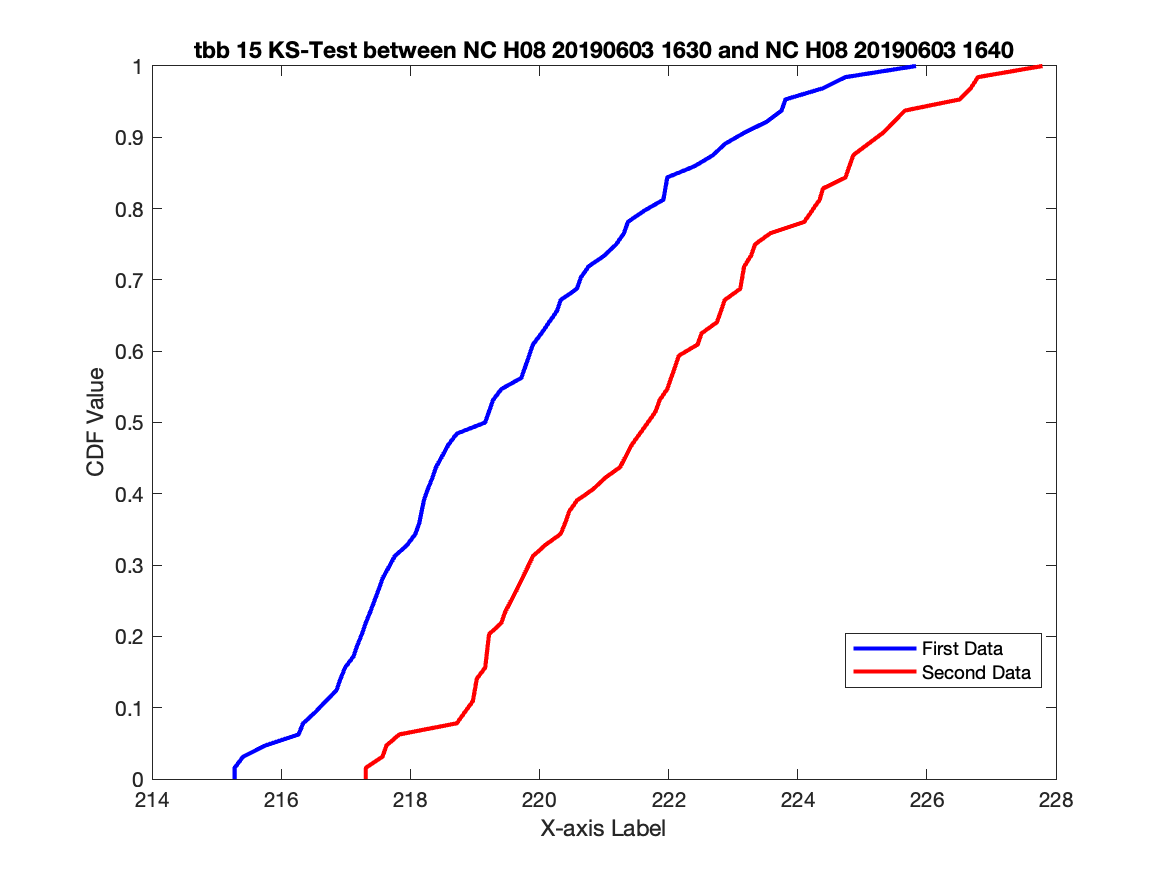 tbb 15 KS-Test between NC H08 20190603 1630 and NC H08 20190603 1640
1
0.9
0.8
0.7
0.6
0.5
0.4
0.3
0.2
0.1
0
CDF Value
First Data
Second Data
214 216 218 220 222 224 226 228
X-axis Label